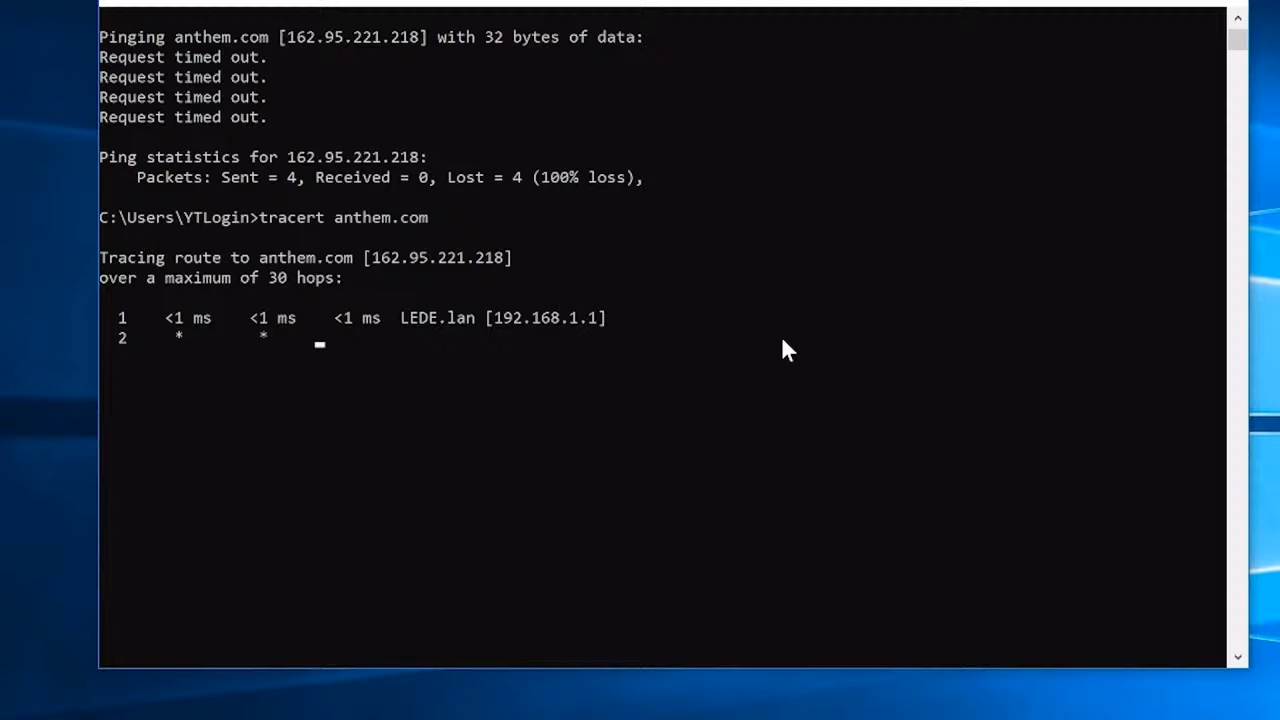 Pinging anthem.com [162.95.221.218] with 32 bytes of data:
Request timed out.
Request timed out.
Request timed out.
Request timed out.
Ping statistics for 162.95.221.218:
    Packets: Sent = 4, Received = 0, Lost = 4 (100% loss),
C:\Users\YTLogin>tracert anthem.com
Tracing route to anthem.com [162.95.221.218]
over a maximum of 30 hops:
  1    <1 ms    <1 ms    <1 ms  LEDE.lan [192.168.1.1]
  2     *        *